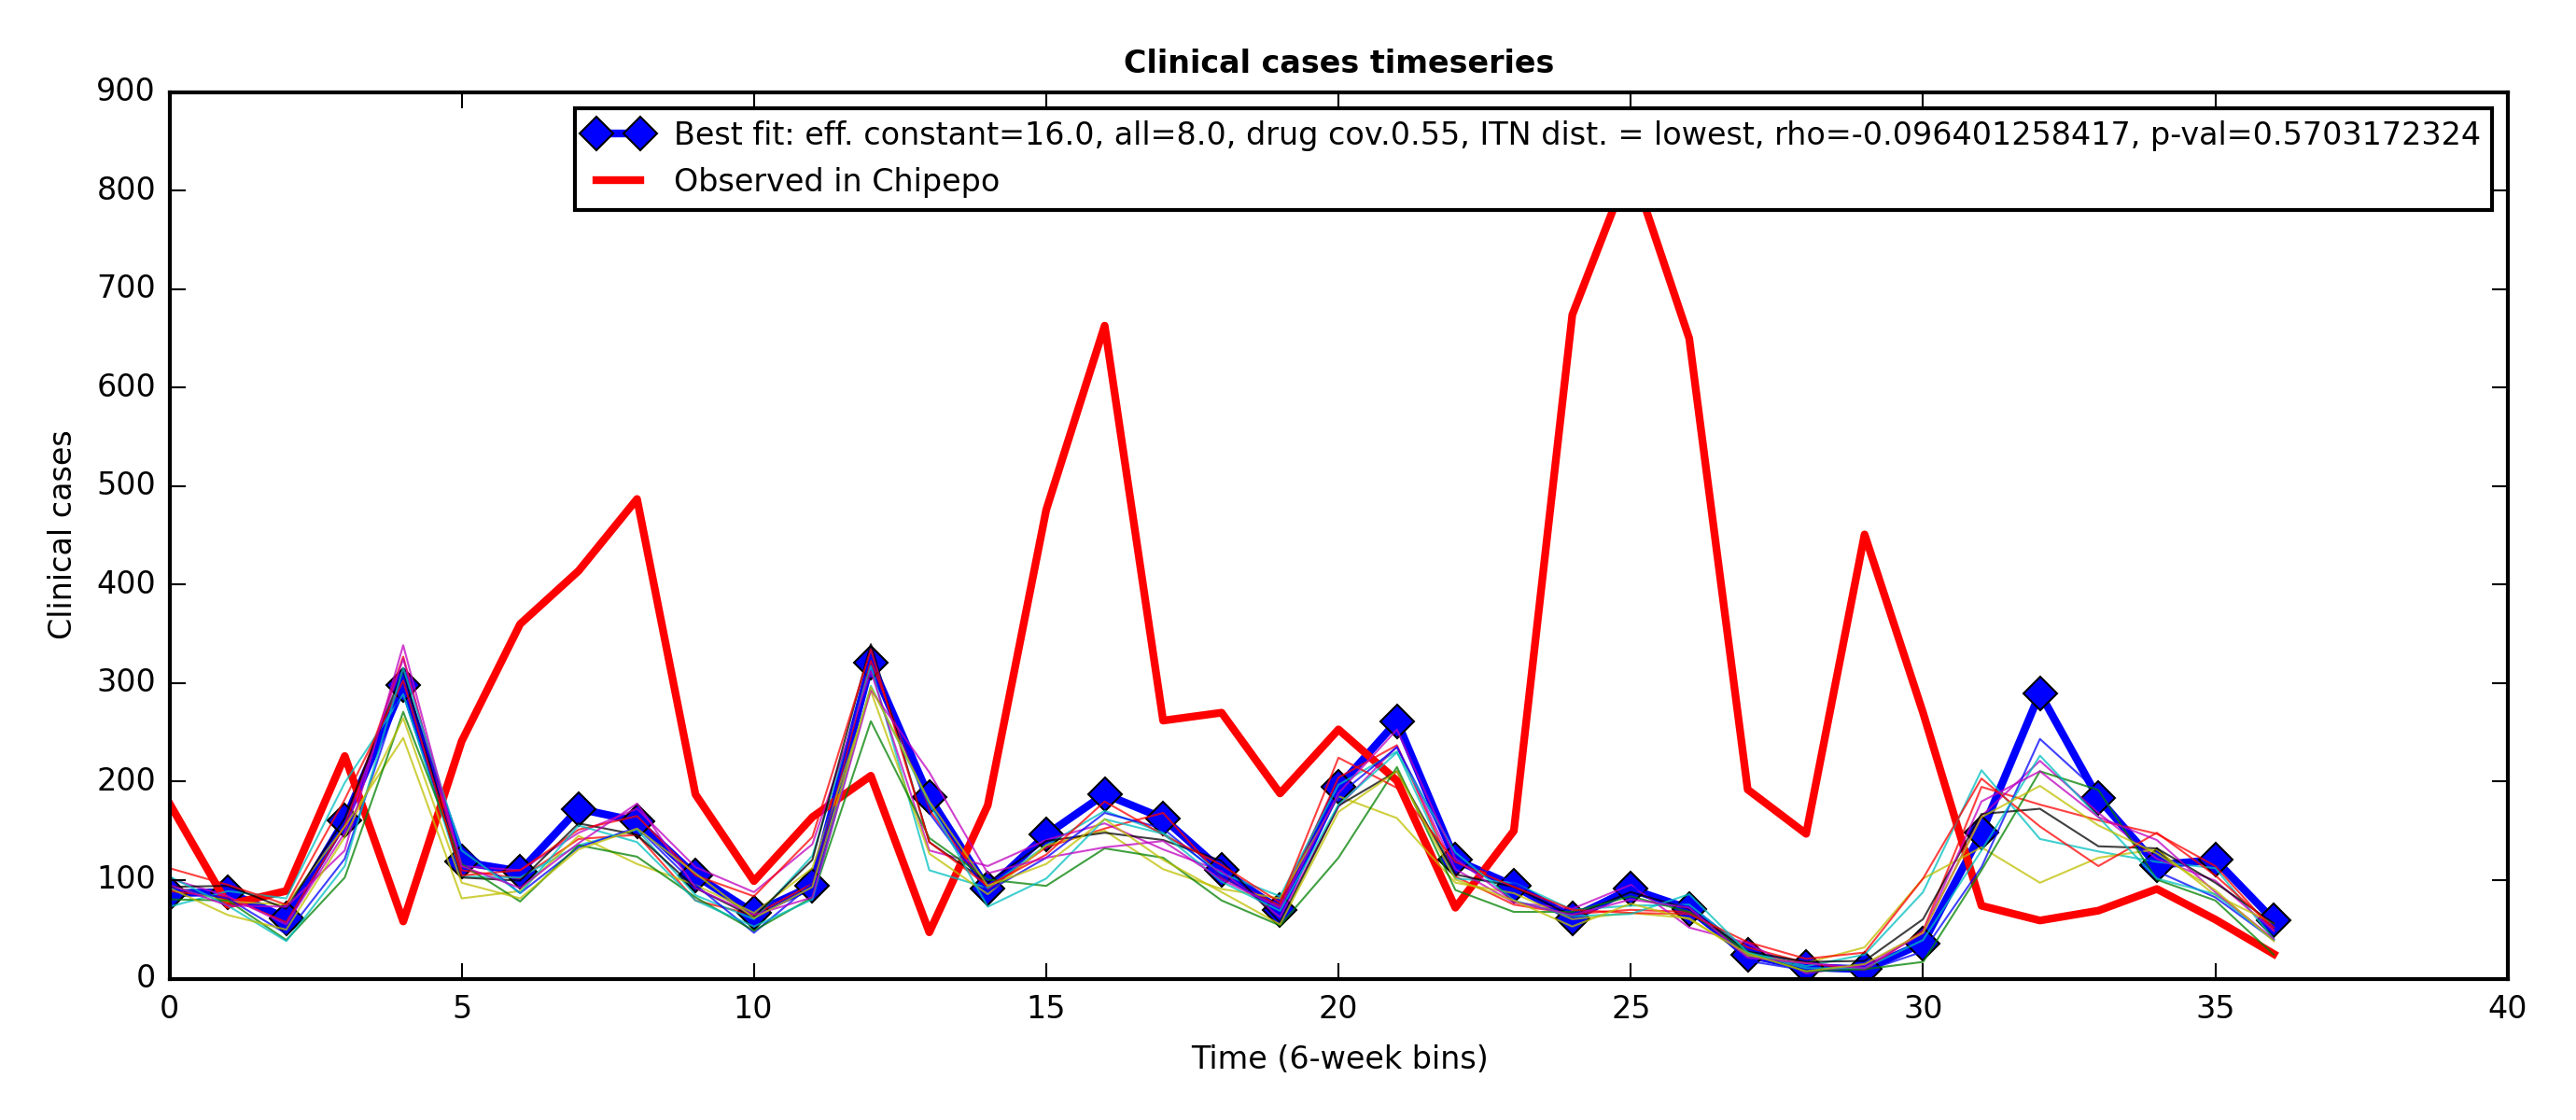 Clinical cases timeseries
Best fit: eff. constant=16.0, all=8.0, drug cov.0.55, ITN dist. = lowest, rho=-0.096401258417, p-val=0.5703172324
Observed in Chipepo
900
800
700
600
500
400
300
200
100
0
Clinical cases
0 5 10 15 20 25 30 35 40
Time (6-week bins)